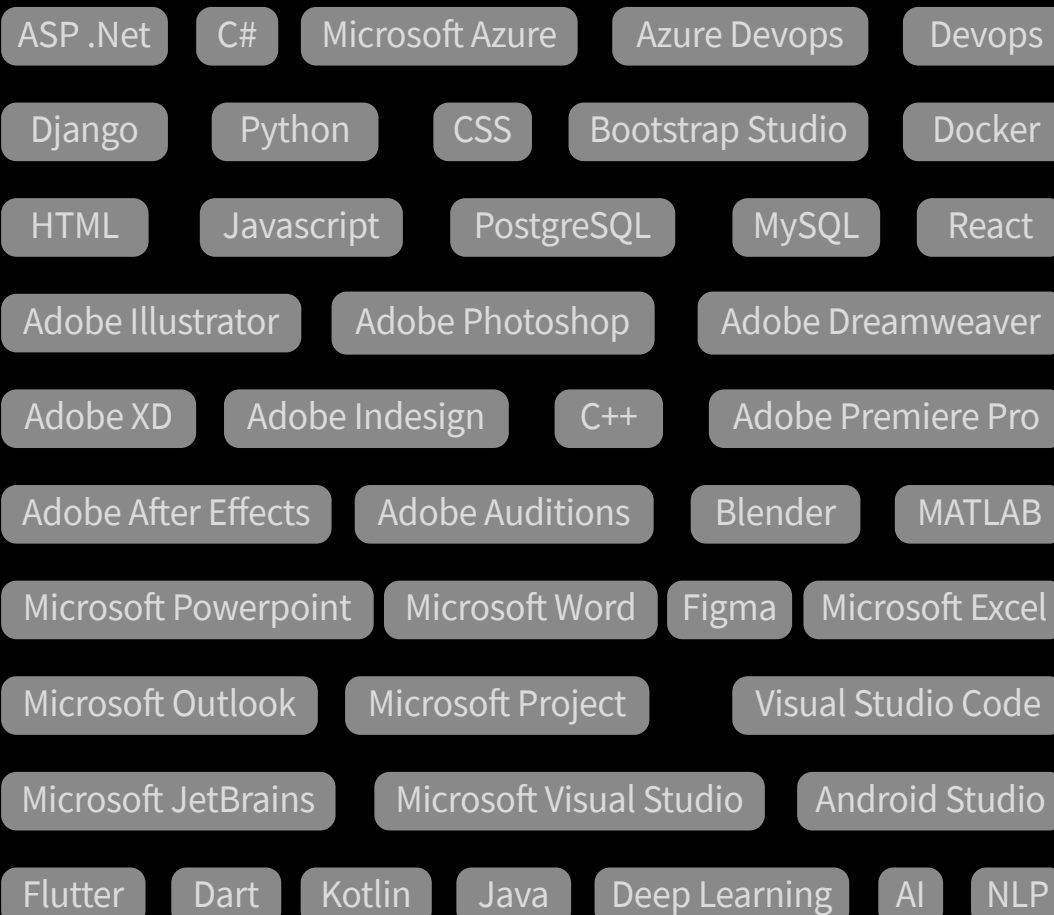 ASP .Net C# Microsoft Azure Azure Devops Devops
Django Python CSS Bootstrap Studio Docker
HTML Javascript PostgreSQL MySQL React
Adobe Illustrator Adobe Photoshop Adobe Dreamweaver
Adobe XD Adobe Indesign C++ Adobe Premiere Pro
Adobe After Effects Adobe Auditions Blender MATLAB
Microsoft Powerpoint Microsoft Word Figma Microsoft Excel
Microsoft Outlook Microsoft Project Visual Studio Code
Microsoft JetBrains Microsoft Visual Studio Android Studio
Flutter Dart Kotlin Java Deep Learning AI NLP